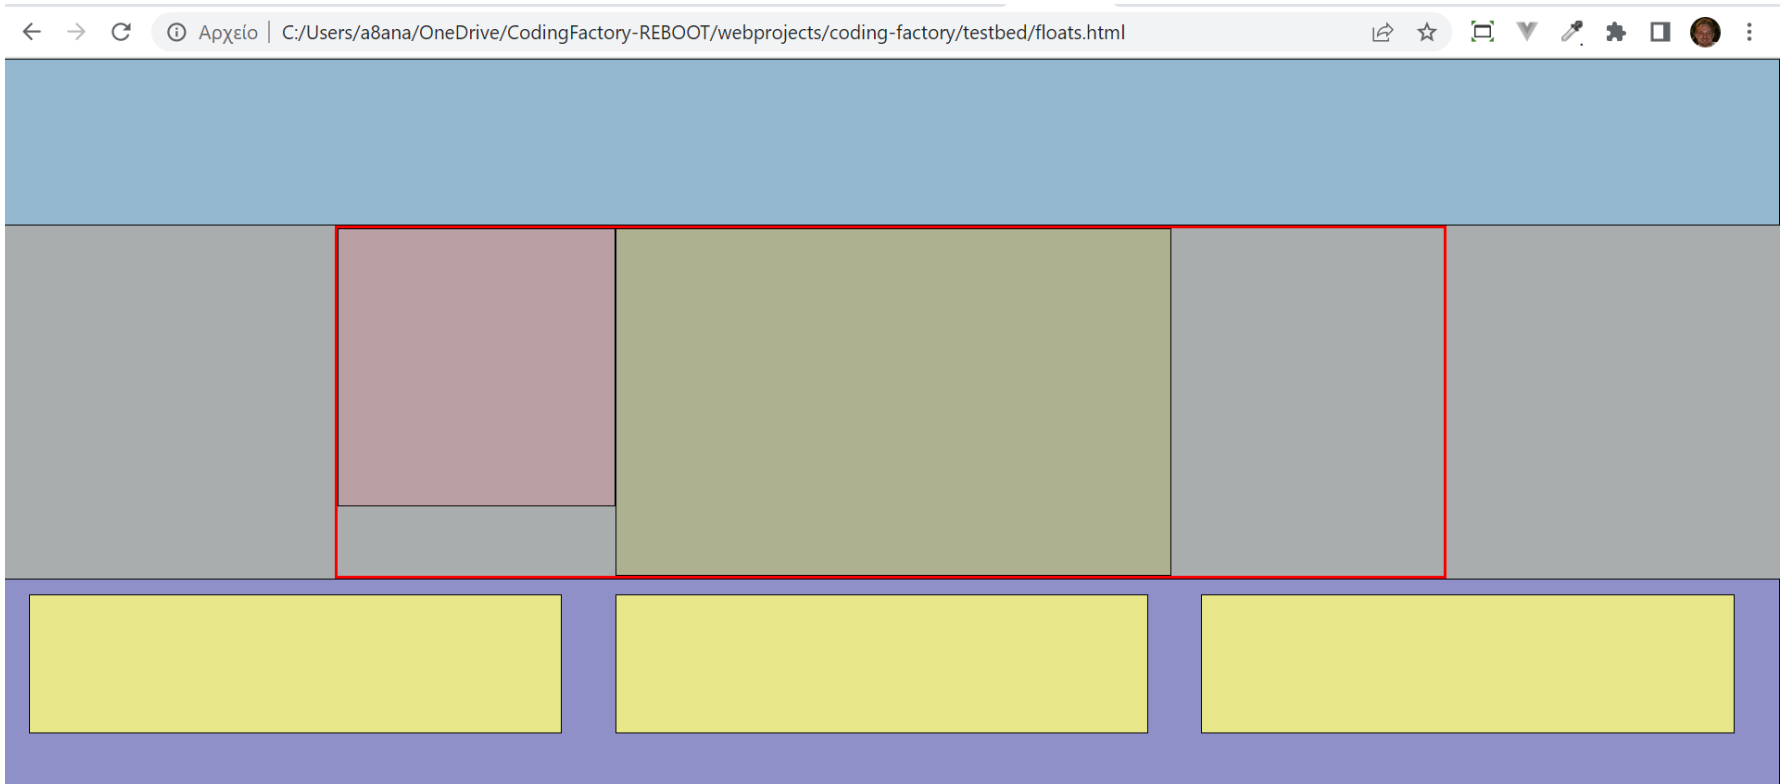 Αρχείο | C:/Users/a8ana/OneDrive/CodingFactory-REBOOT/webprojects/coding-factory/testbed/floats.html